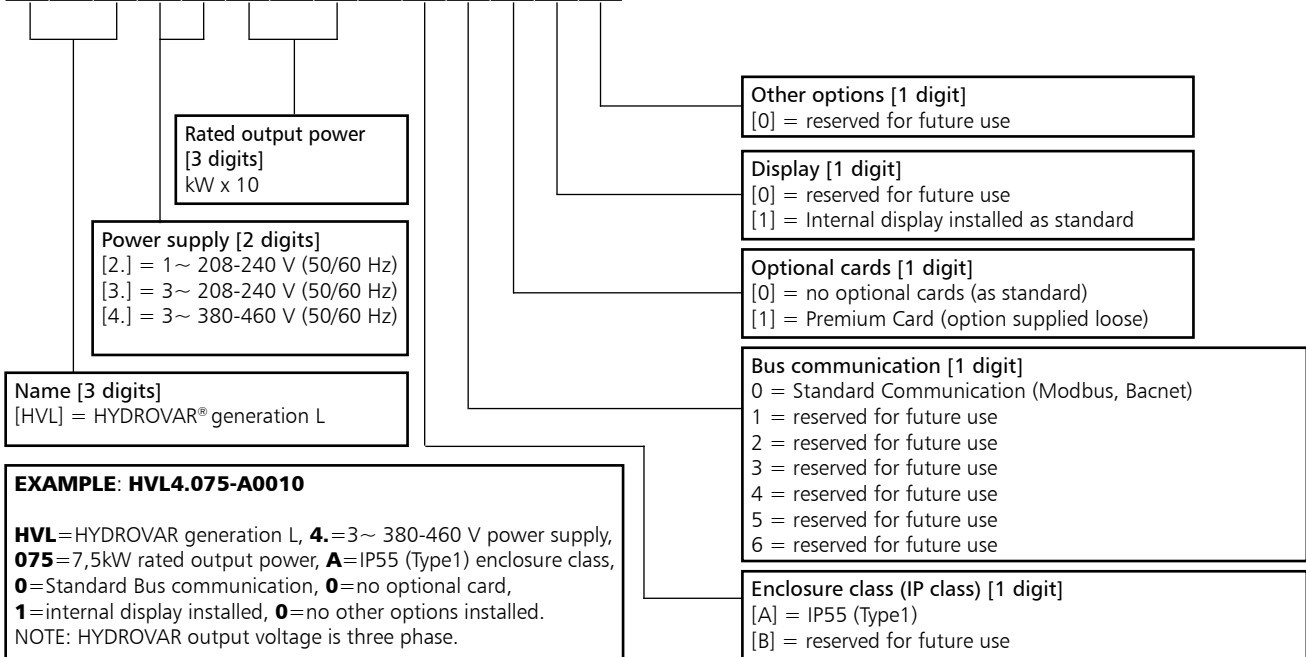 Rated output power
[3 digits]
kW x 10
Power supply [2 digits]
[2.] = 1~ 208-240 V (50/60 Hz)
[3.] = 3~ 208-240 V (50/60 Hz)
[4.] = 3~ 380-460 V (50/60 Hz)
Name [3 digits]
[HVL] = HYDROVAR® generation L
EXAMPLE: HVL4.075-A0010
HVL=HYDROVAR generation L, 4.=3~ 380-460 V power supply,
075=7,5kW rated output power, A=IP55 (Type1) enclosure class,
0=Standard Bus communication, 0=no optional card,
1=internal display installed, 0=no other options installed.
NOTE: HYDROVAR output voltage is three phase.
Other options [1 digit]
[0] = reserved for future use
Display [1 digit]
[0] = reserved for future use
[1] = Internal display installed as standard
Optional cards [1 digit]
[0] = no optional cards (as standard)
[1] = Premium Card (option supplied loose)
Bus communication [1 digit]
0 = Standard Communication (Modbus, Bacnet)
1 = reserved for future use
2 = reserved for future use
3 = reserved for future use
4 = reserved for future use
5 = reserved for future use
6 = reserved for future use
Enclosure class (IP class) [1 digit]
[A] = IP55 (Type1)
[B] = reserved for future use